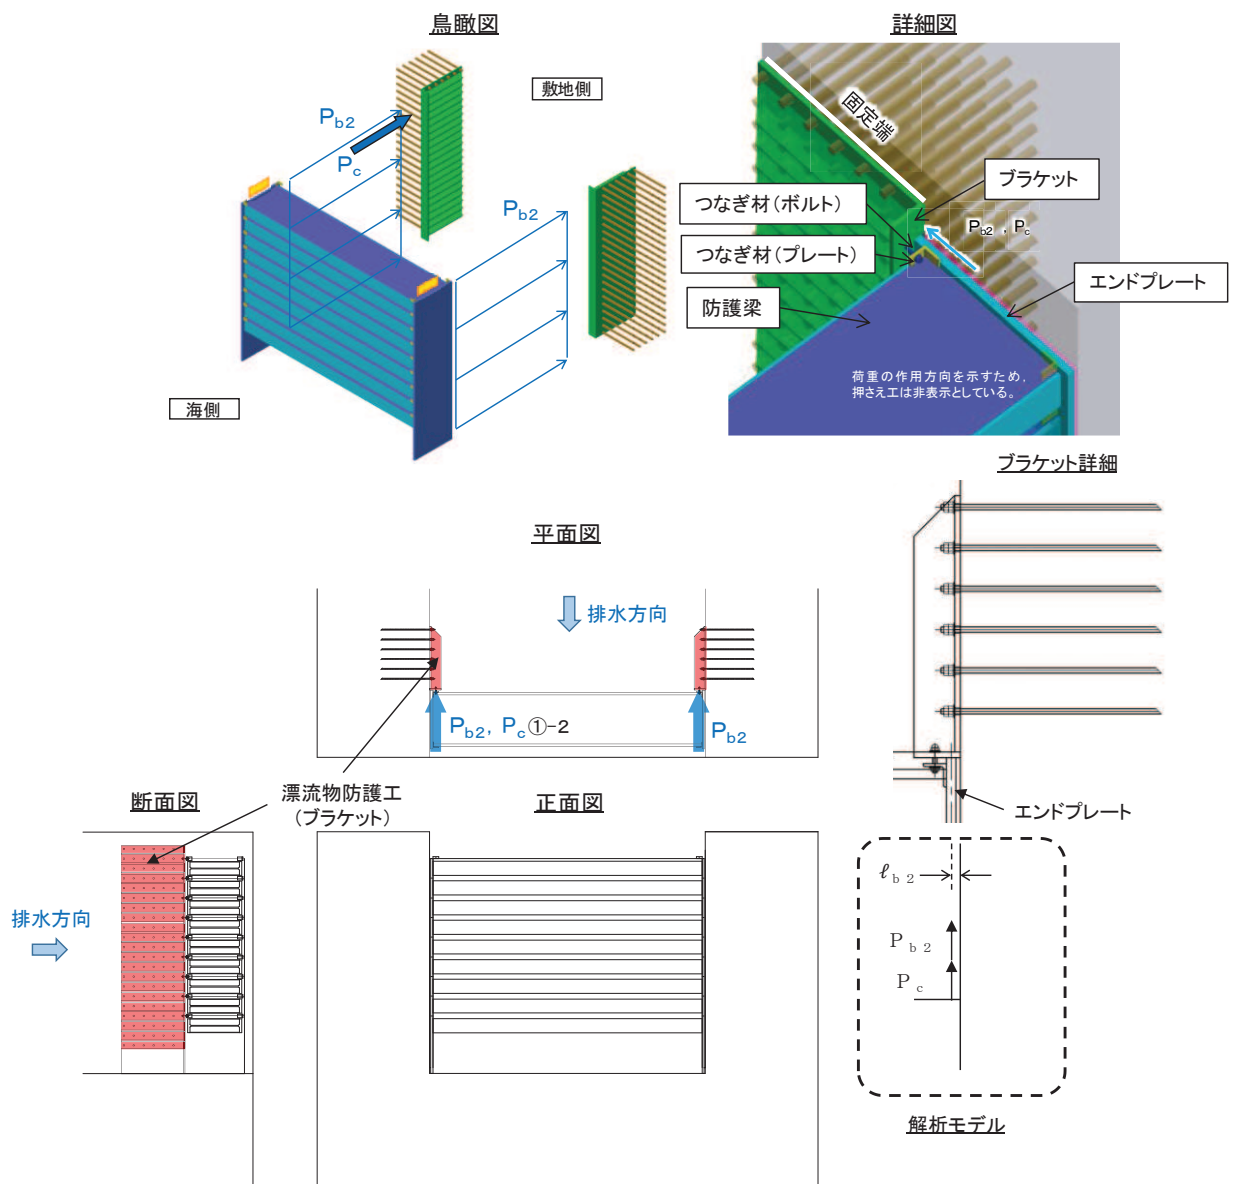 鳥瞰図
敷地側
Pb2
Pc
Pb2
海側
詳細図
固定端
ブラケット
つなぎ材(ボルト)
Pb2 , Pc
つなぎ材(プレート)
エンドプレート
防護梁
荷重の作用方向を示すため,
押さえ工は非表示としている。
ブラケット詳細
エンドプレート
平面図
排水方向
Pb2, Pc①-2
Pb2
断面図
漂流物防護工
(ブラケット)
排水方向
正面図
ℓb2
Pb2
Pc
解析モデル